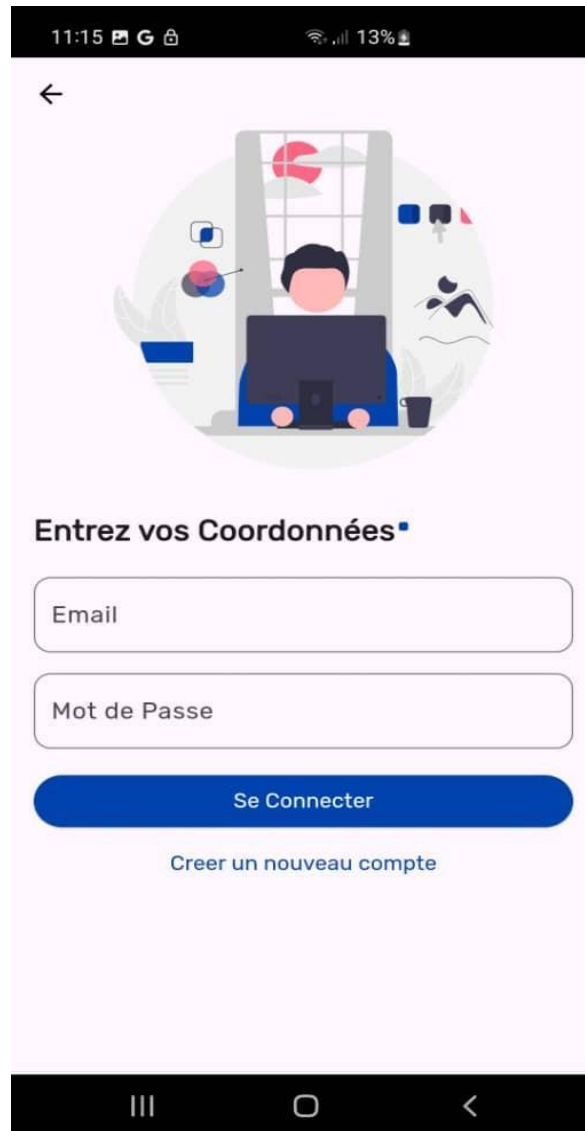 11:15 G 13%
Entrez vos Coordonnées
Email
Mot de Passe
Se Connecter
Creer un nouveau compte